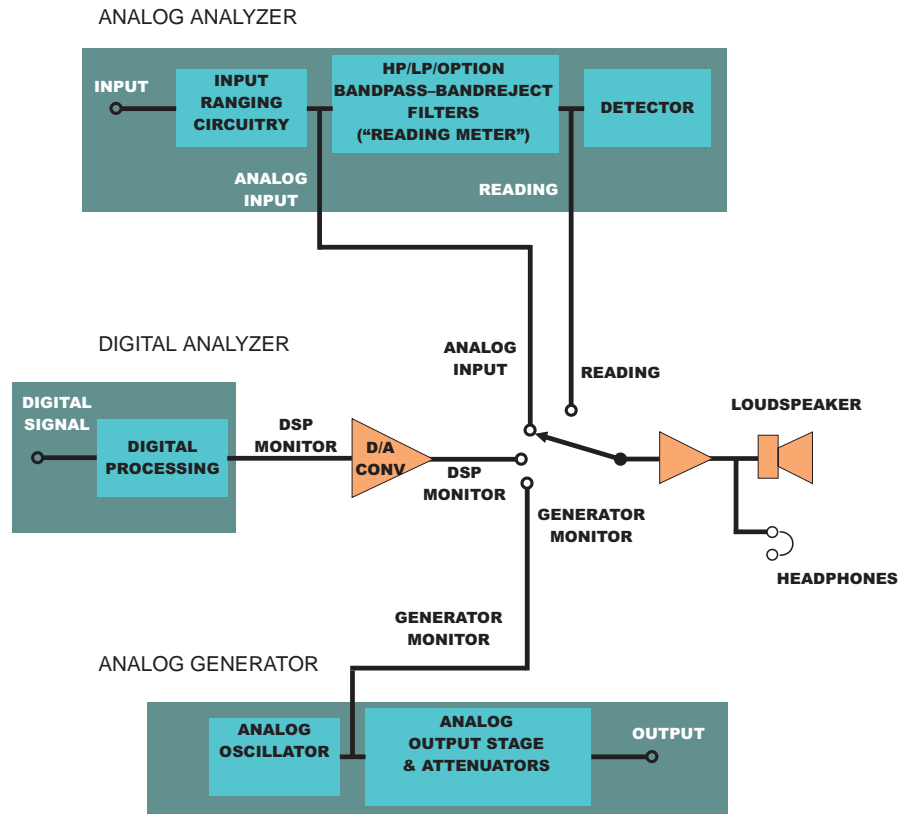 ANALOG ANALYZER
INPUT
INPUT
RANGING
CIRCUITRY
HP/LP/OPTION
BANDPASS–BANDREJECT
FILTERS
(“READING METER”)
DETECTOR
ANALOG
INPUT
READING
DIGITAL ANALYZER
DIGITAL
SIGNAL
DIGITAL
PROCESSING
DSP
MONITOR
D/A
CONV
DSP
MONITOR
ANALOG
INPUT
READING
LOUDSPEAKER
GENERATOR
MONITOR
HEADPHONES
GENERATOR
MONITOR
ANALOG GENERATOR
ANALOG
OSCILLATOR
ANALOG
OUTPUT STAGE
& ATTENUATORS
OUTPUT